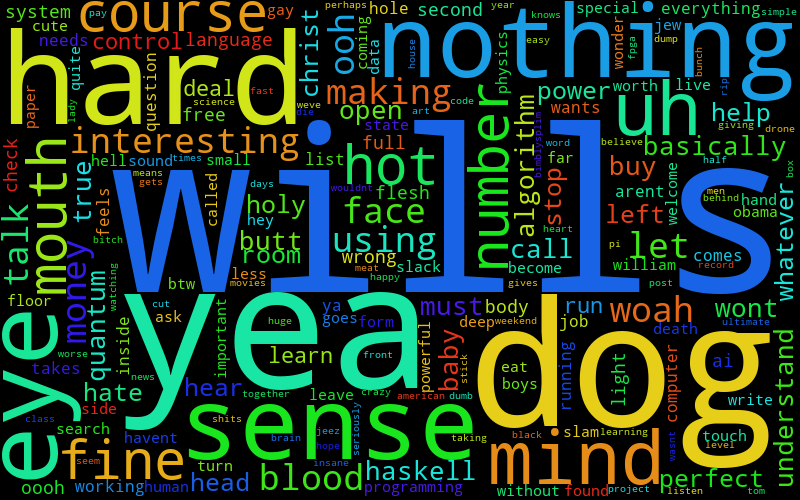 system
pay
course
gay
perhaps
hole
second
year
special
everything
simple
cute
needs
control
language
christ
ooh
coming
data
nothing
knows
easy
house
jew
dump
wonder
fpga
bunch
rip
hard
lady
quite
question
deal
science
fast
free
weve
die
making
art
code
open
state
physics
power
worth
live
wants
uh
help
giving
drone
paper
check
interesting
hell
sound
times
small
list
full
hot
wouldnt
number
word
bimblysplim
algorithm
far
believe
basically
half
box
talk
mouth
true
means
gets
called
days
holy
hey
flesh
face
heart
stop
buy
arent
left
welcome
men
behind
hand
obama
whatever
feels
butt
room
using
wrong
meat
slack
happy
call
become
pi
let
william
comes
record
bitch
money
wills
watching
btw
less
movies
gives
post
floor
quantum
cut
ask
yea
huge
important
ya
goes
form
must
body
deep
weekend
run
job
woah
death
wont
ultimate
eye
worse
takes
inside
news
learn
front
powerful
baby
stick
eat
boys
dog
running
light
computer
ai
write
understand
hate
side
class
search
havent
hear
together
shits
leave
crazy
american
dumb
jeez
hope
seriously
sense
taking
brain
insane
black
slam
learning
wasnt
touch
level
fine
seem
oooh
working
human
turn
head
blood
haskell
programming
mind
without
found
project
perfect
listen
tom